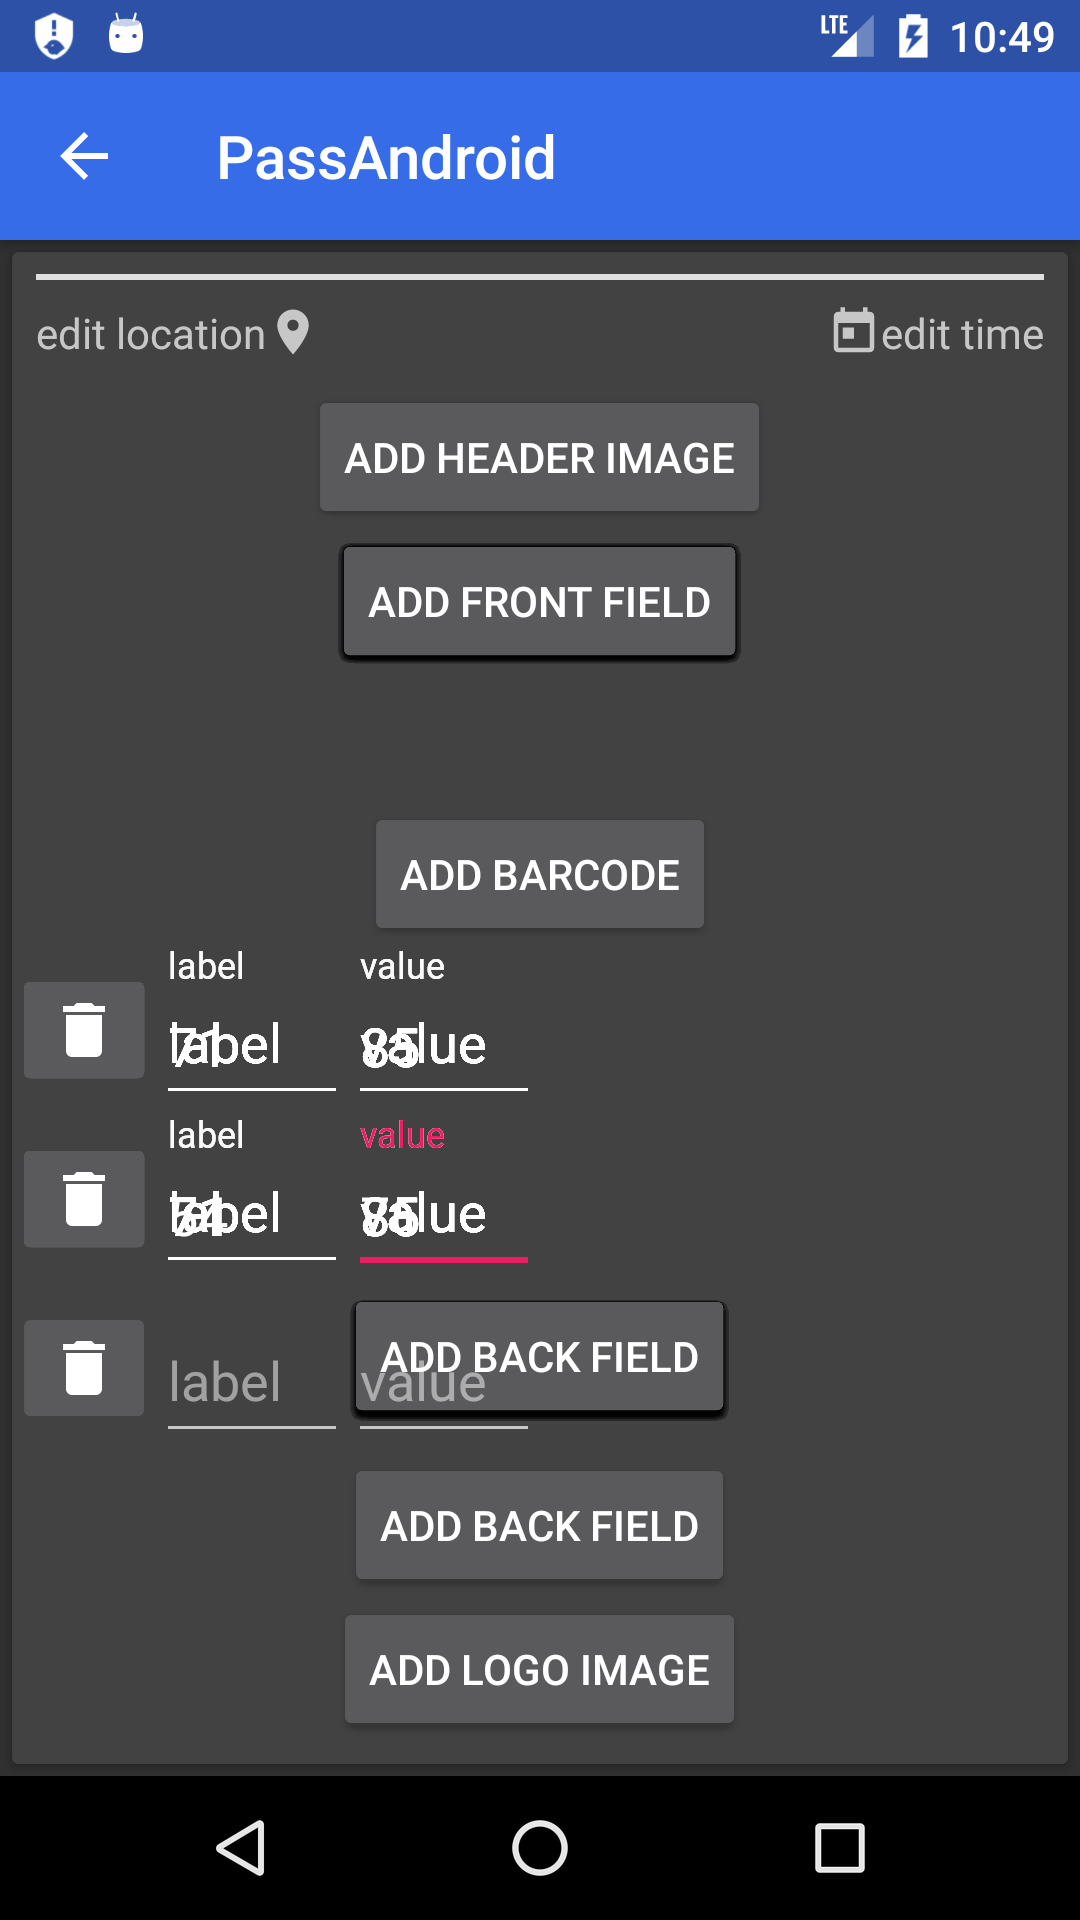 LTE 10:49
PassAndroid
edit location edit time
ADD HEADER IMAGE
ADD FRONT FIELD
ADD BARCODE
label value
label value
label value
label value
ADD BACK FIELD
label value
ADD BACK FIELD
ADD LOGO IMAGE